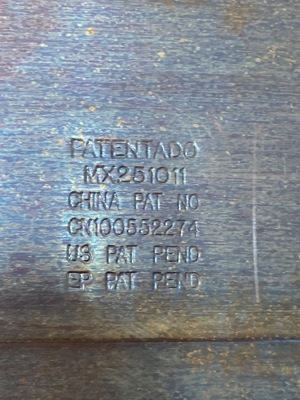 PATENTADO
MX251011
CHINA PAT NO
CN100552274
US PAT PEND
EP PAT PEND